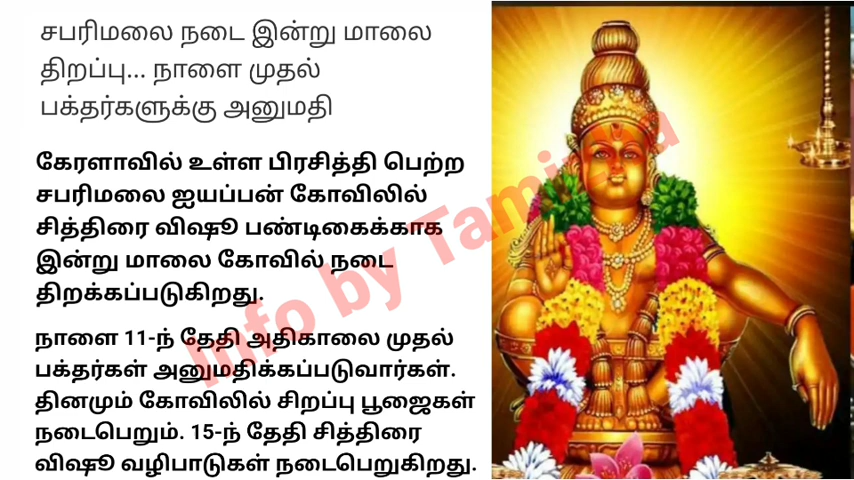 சபரிமலை நடை இன்று மாலை
திறப்பு... நாளை முதல்
பக்தர்களுக்கு அனுமதி
கேரளாவில் உள்ள பிரசித்தி பெற்ற
சபரிமலை ஐயப்பன் கோவிலில்
சித்திரை விஷூ பண்டிகைக்காக
இன்று மாலை கோவில் நடை
திறக்கப்படுகிறது.
நாளை 11-ந் தேதி அதிகாலை முதல்
பக்தர்கள் அனுமதிக்கப்படுவார்கள்.
தினமும் கோவிலில் சிறப்பு பூஜைகள்
நடைபெறும். 15-ந் தேதி சித்திரை
விஷூ வழிபாடுகள் நடைபெறுகிறது.
Info by